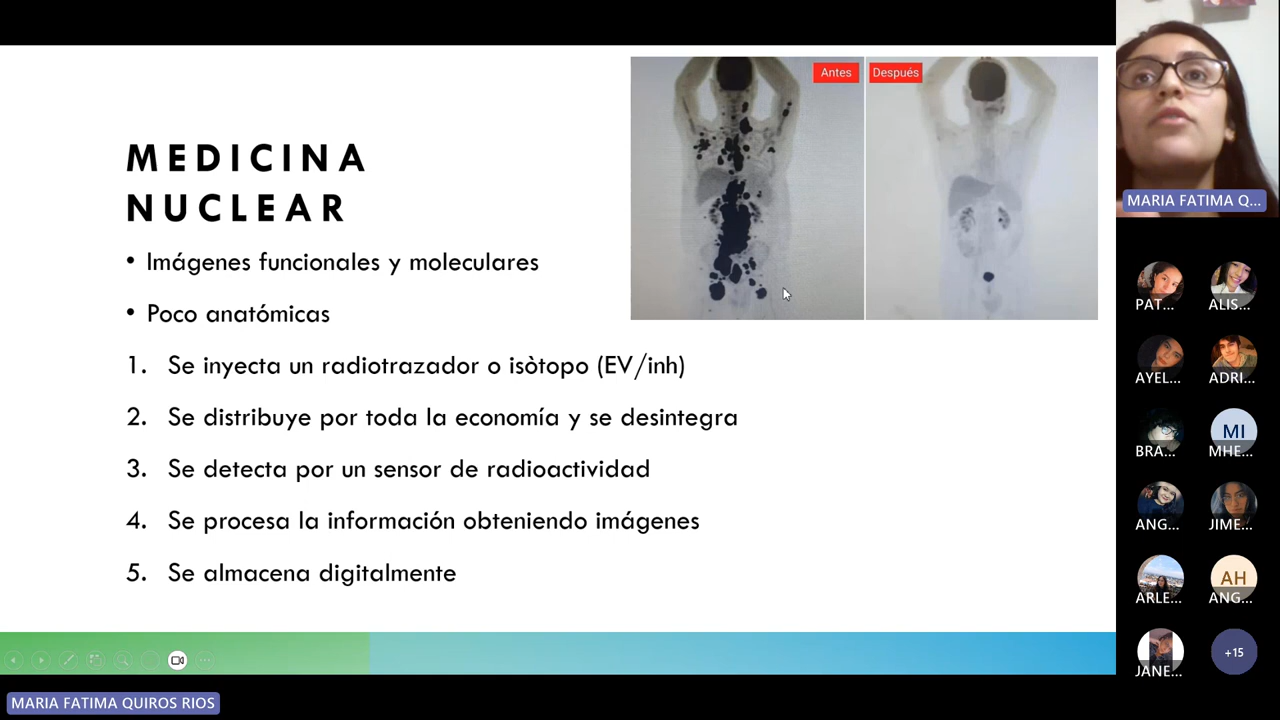 MEDICINA
NUCLEAR
• Imágenes funcionales y moleculares
• Poco anatómicas
1. Se inyecta un radiotrazador o isòtopo (EV/inh)
2. Se distribuye por toda la economía y se desintegra
3. Se detecta por un sensor de radioactividad
4. Se procesa la información obteniendo imágenes
5. Se almacena digitalmente
Antes
Después
MARIA FATIMA Q...
PAT...
ALIS...
AYEL...
ADRI...
BRA...
MI
MHE...
ANG...
JIME...
ARLE...
AH
ANG...
JANE...
+15
MARIA FATIMA QUIROS RIOS